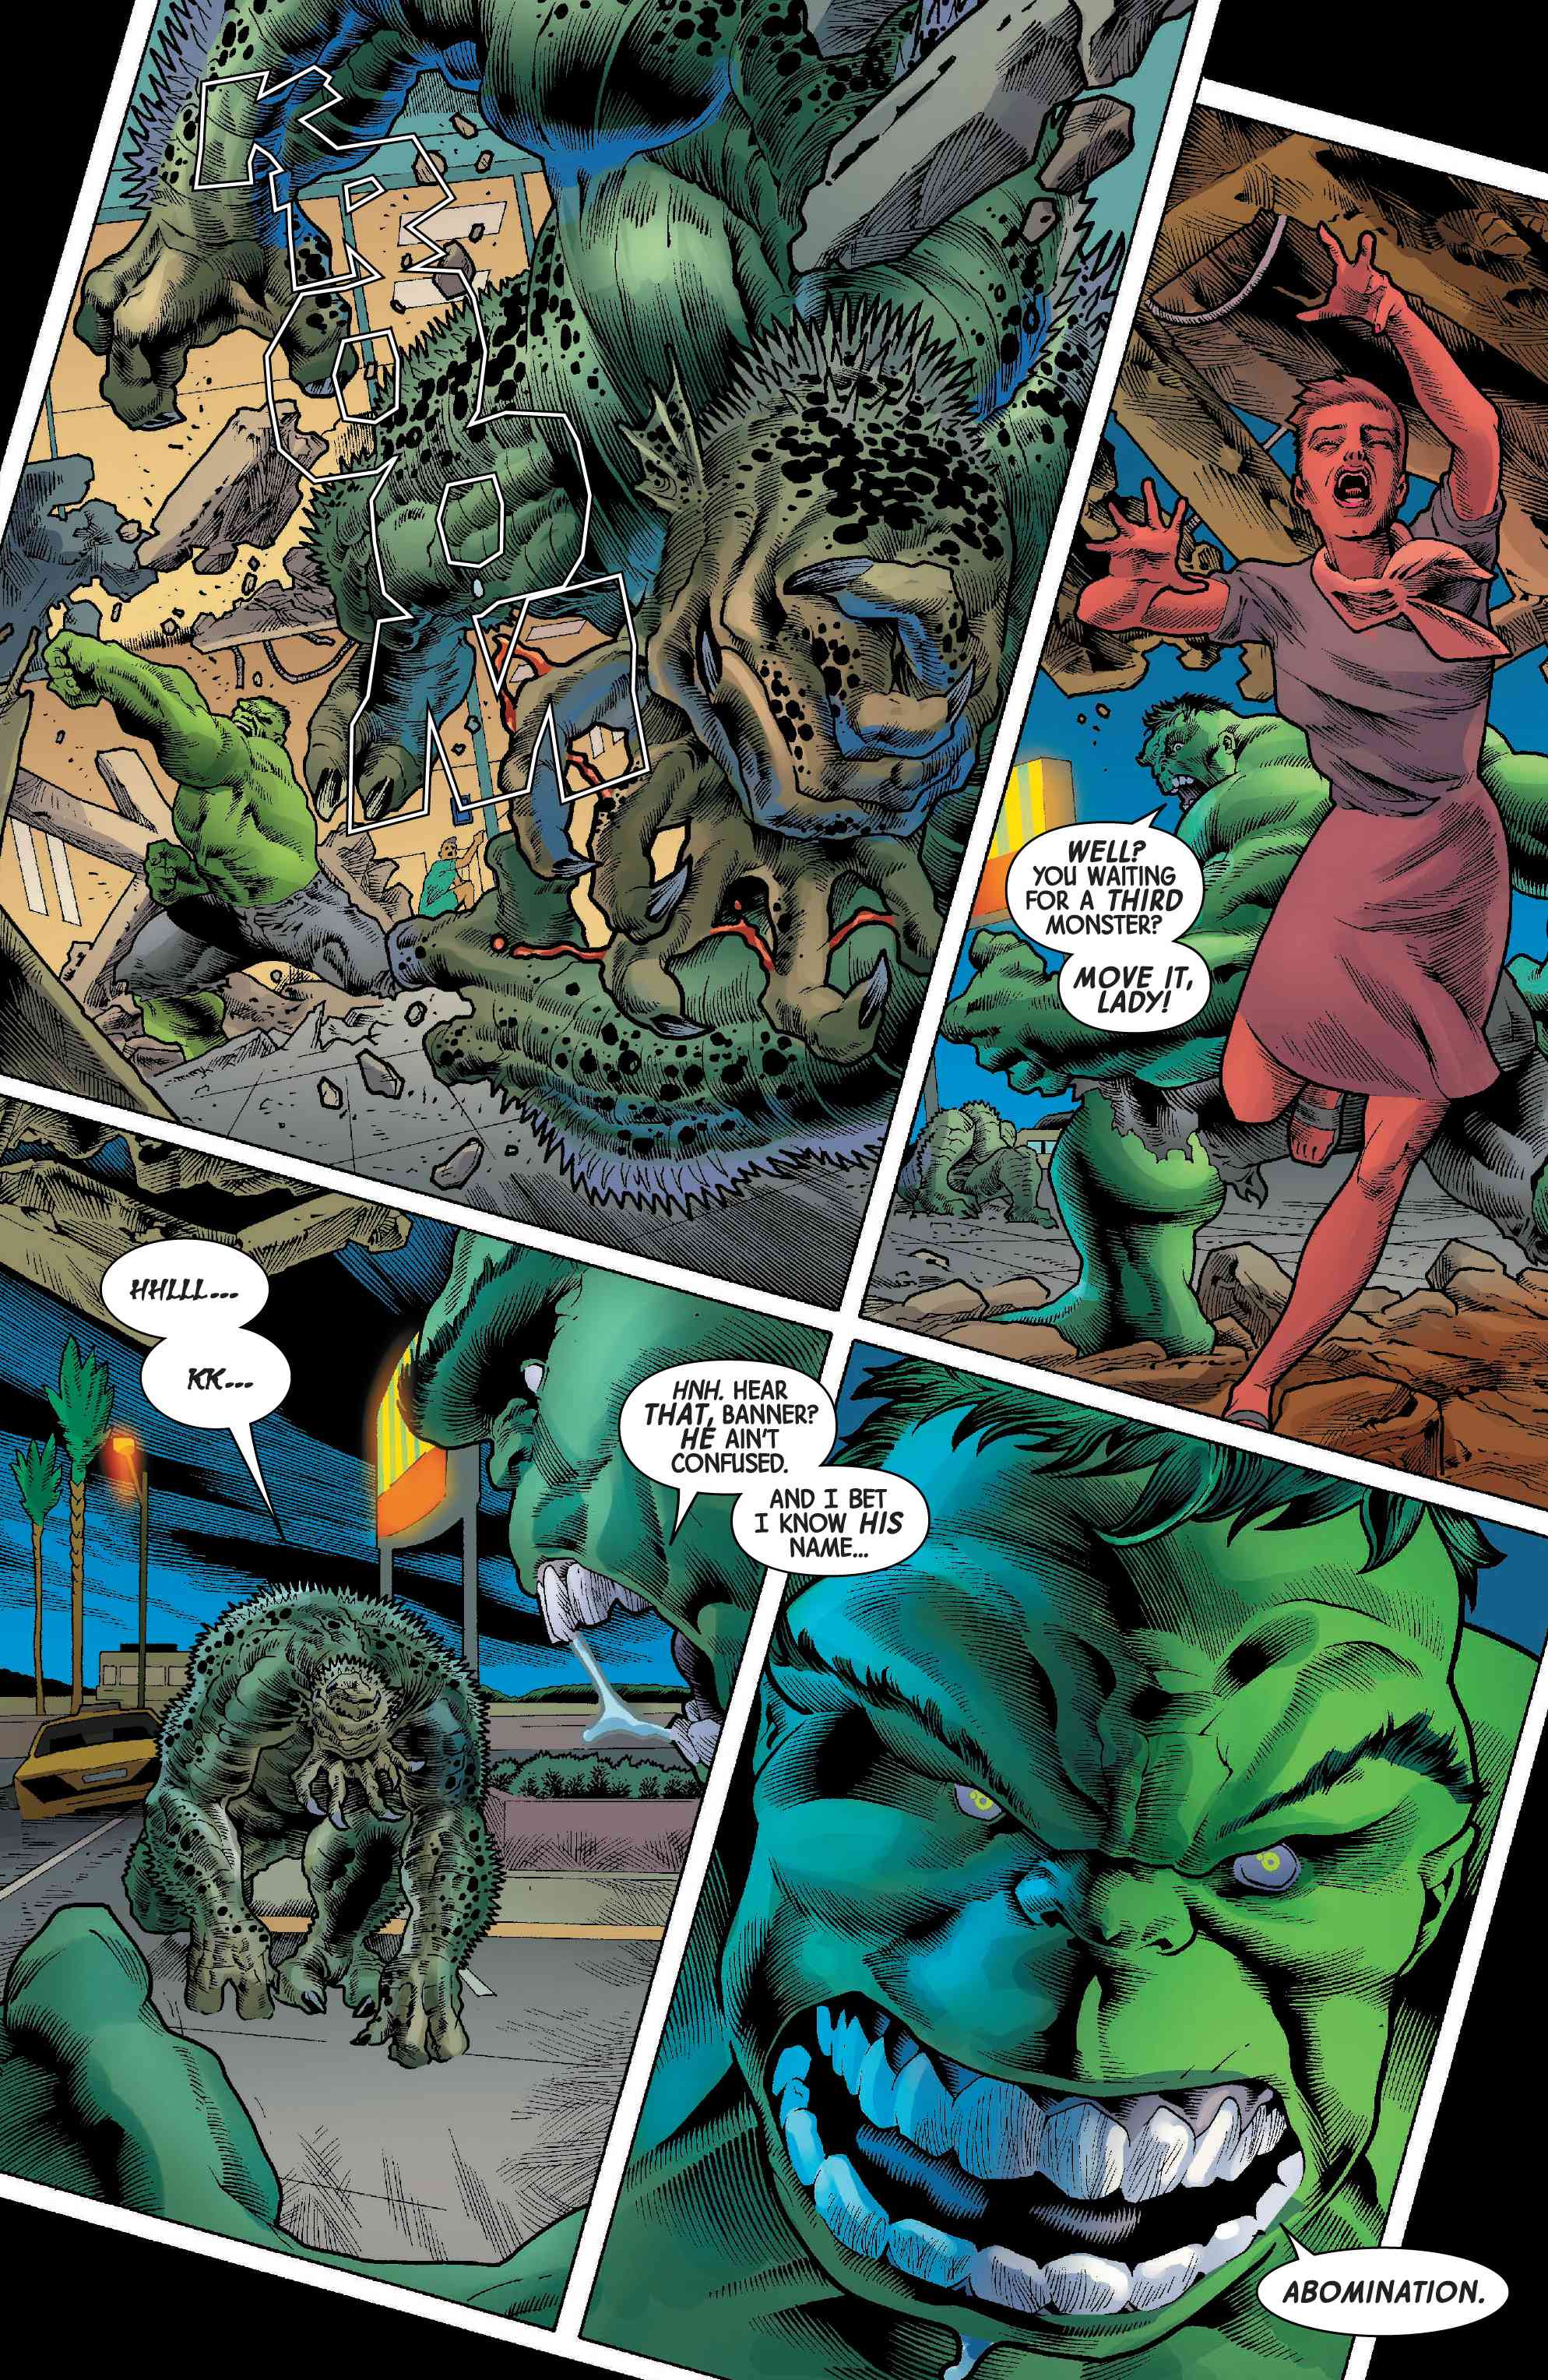 KROOM
WELL?
YOU WAITING
FOR A THIRD
MONSTER?
MOVE IT,
LADY!
HHLLL...
KK...
HNH. HEAR
THAT, BANNER?
HE AIN'T
CONFUSED.
AND I BET
I KNOW HIS
NAME...
ABOMINATION.